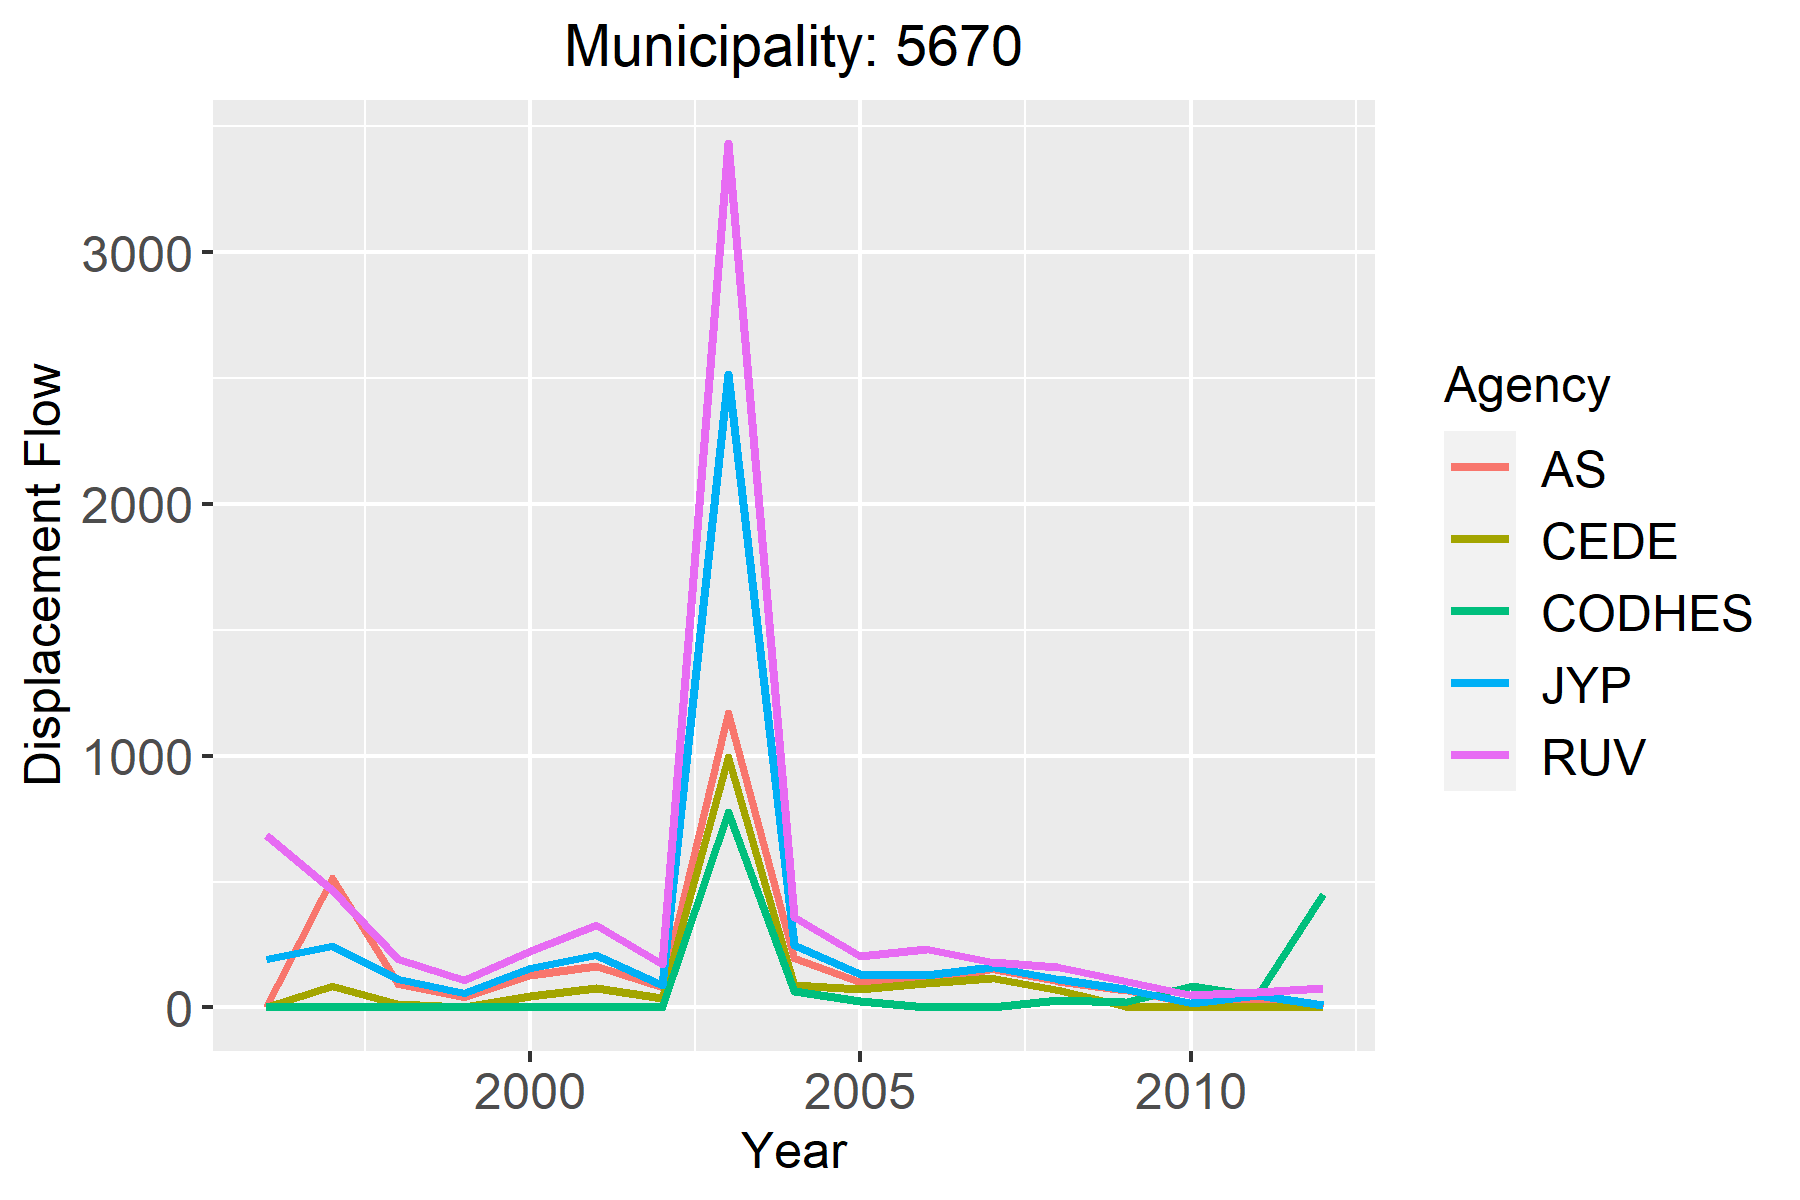 Municipality: 5670
Displacement Flow
3000
2000
1000
0
2000 2005 2010
Year
Agency
AS
CEDE
CODHES
JYP
RUV